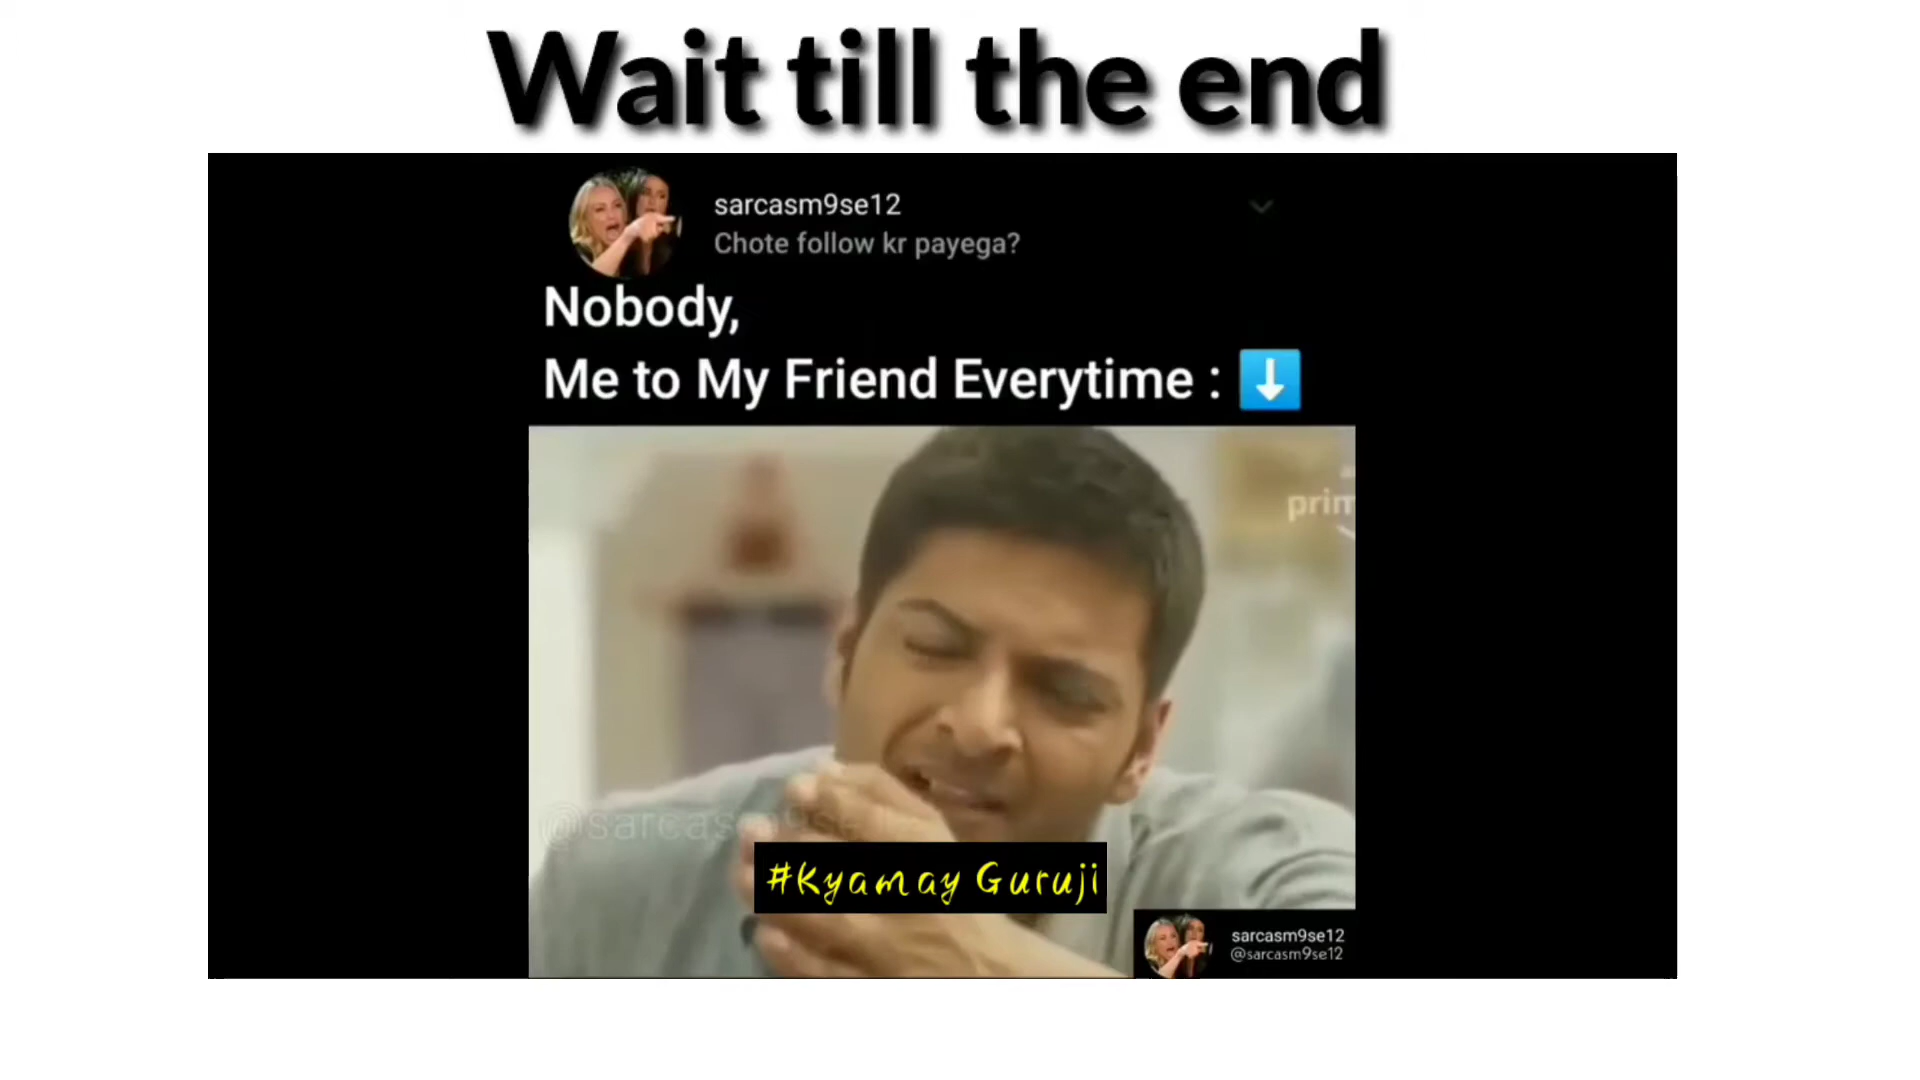 Wait till the end
sarcasm9se12
Chote follow kr payega?
Nobody,
Me to My Friend Everytime : ⬇
prim
@sarcasm9se12
#Kyamay Guruji
sarcasm9se12
@sarcasm9se12